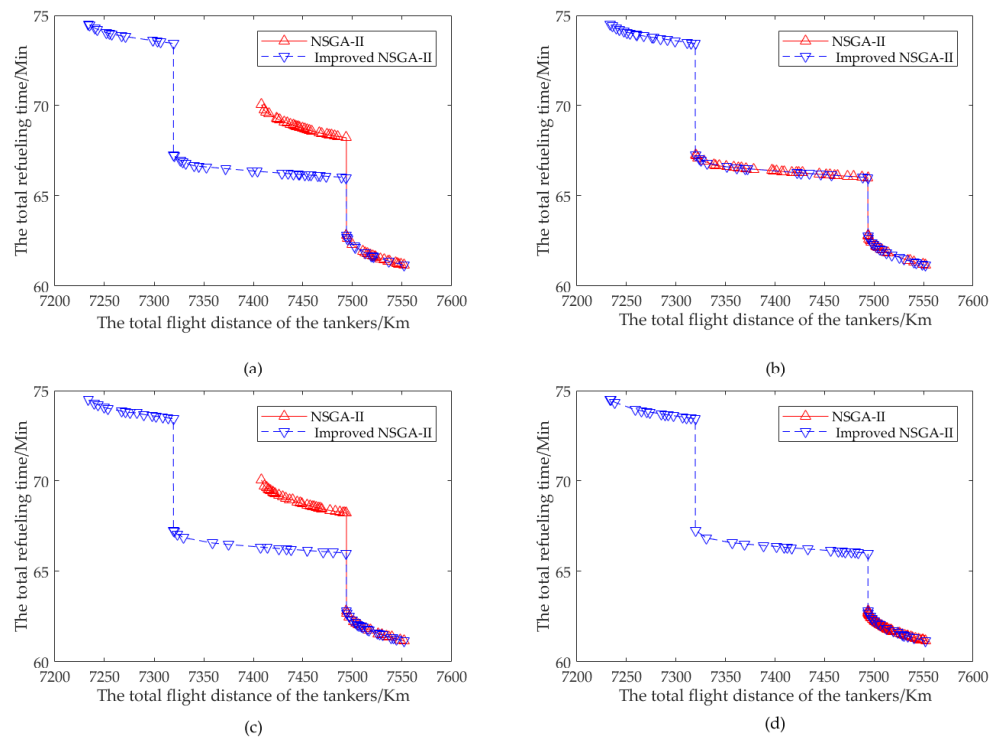 75
70
65
60
The total refueling time/Min
NSGA-II
Improved NSGA-II
7200 7250 7300 7350 7400 7450 7500 7550 7600
The total flight distance of the tankers/Km
(a)
75
70
65
60
The total refueling time/Min
NSGA-II
Improved NSGA-II
7200 7250 7300 7350 7400 7450 7500 7550 7600
The total flight distance of the tankers/Km
(b)
75
70
65
60
The total refueling time/Min
NSGA-II
Improved NSGA-II
7200 7250 7300 7350 7400 7450 7500 7550 7600
The total flight distance of the tankers/Km
(c)
75
70
65
60
The total refueling time/Min
NSGA-II
Improved NSGA-II
7200 7250 7300 7350 7400 7450 7500 7550 7600
The total flight distance of the tankers/Km
(d)